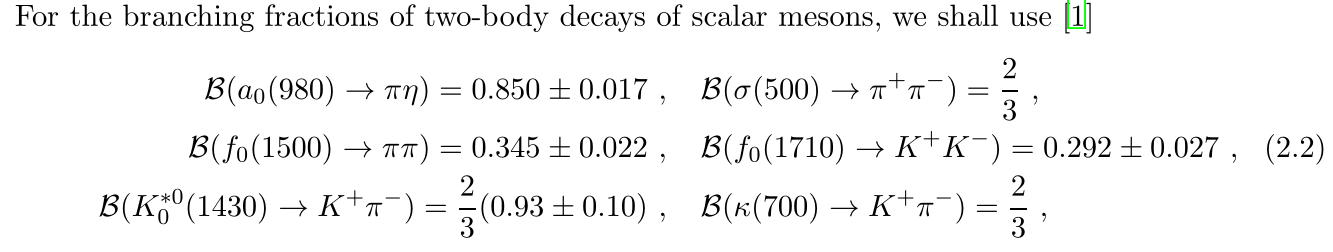 For the branching fractions of two-body decays of scalar mesons, we shall use [1]
B(a₀(980) → πη) = 0.850 ± 0.017 , B(σ(500) → π⁺π⁻) = 2/3 ,
B(f₀(1500) → ππ) = 0.345 ± 0.022 , B(f₀(1710) → K⁺K⁻) = 0.292 ± 0.027 , (2.2)
B(K₀*⁰(1430) → K⁺π⁻) = 2/3(0.93 ± 0.10) , B(κ(700) → K⁺π⁻) = 2/3 ,